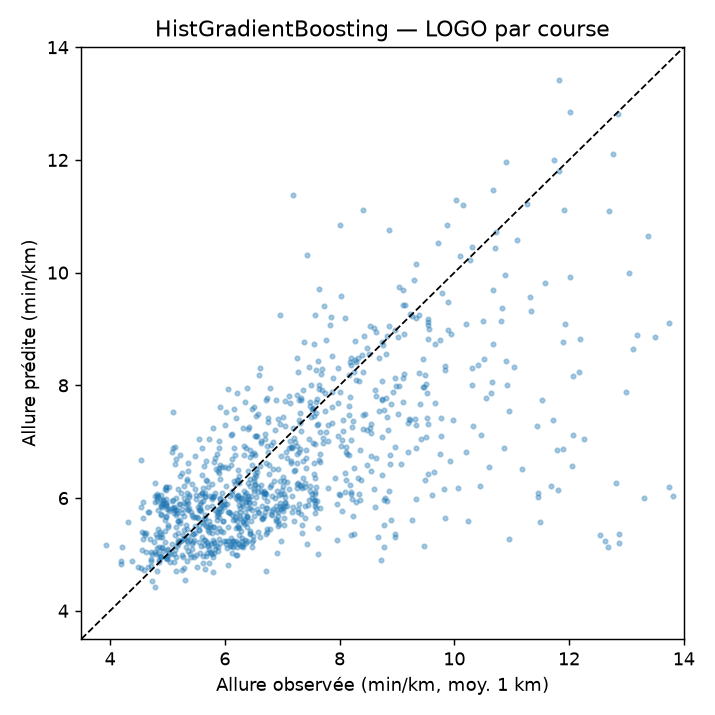 HistGradientBoosting — LOGO par course
Allure prédite (min/km)
14
12
10
8
6
4
4 6 8 10 12 14
Allure observée (min/km, moy. 1 km)